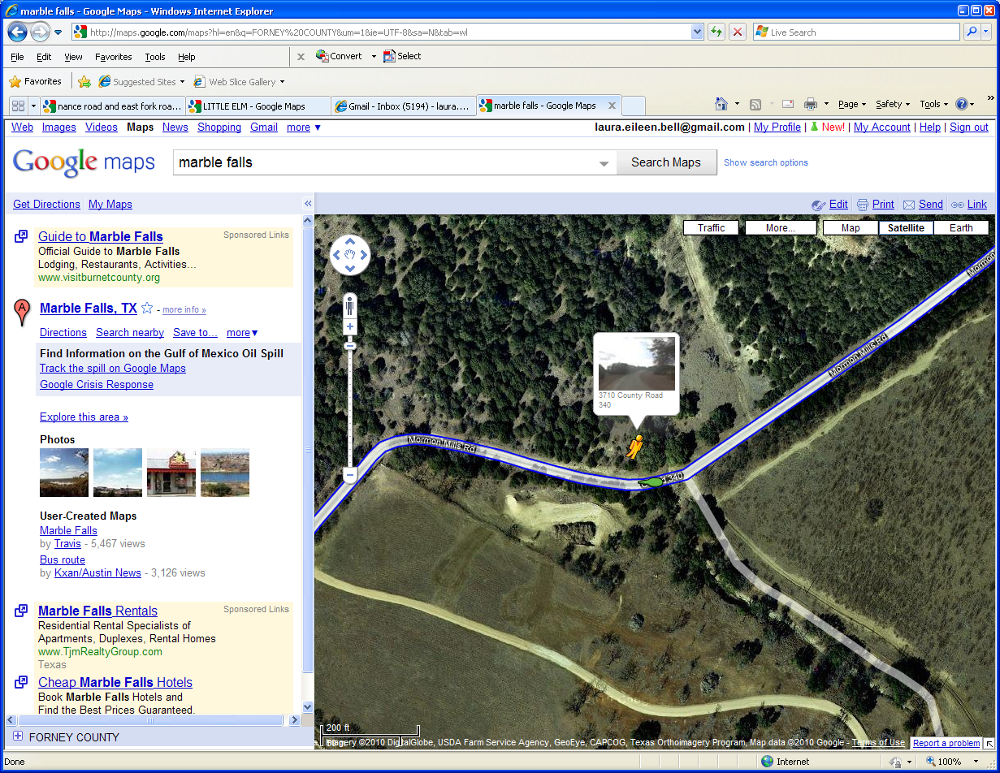 marble falls - Google Maps - Windows Internet Explorer
http://maps.google.com/maps?hl=en&q=FORNEY%20COUNTY&um=1&ie=UTF-8&sa=N&tab=wl
Live Search
File Edit View Favorites Tools Help
Convert Select
Favorites Suggested Sites Web Slice Gallery
nance road and east fork roa...
LITTLE ELM - Google Maps
Gmail - Inbox (5194) - laura....
marble falls - Google Maps
Page Safety Tools
Web Images Videos Maps News Shopping Gmail more ▼
laura.eileen.bell@gmail.com | My Profile | New! | My Account | Help | Sign out
Google maps
marble falls
Search Maps
Show search options
Get Directions My Maps
Edit Print Send Link
Traffic More... Map Satellite Earth
Guide to Marble Falls
Sponsored Links
Official Guide to Marble Falls
Lodging, Restaurants, Activities...
www.visitburnetcounty.org
A
Marble Falls, TX - more info »
Directions Search nearby Save to... more▼
Find Information on the Gulf of Mexico Oil Spill
Track the spill on Google Maps
Google Crisis Response
Explore this area »
Photos
User-Created Maps
Marble Falls
by Travis - 5,467 views
Bus route
by Kxan/Austin News - 3,126 views
Marble Falls Rentals
Sponsored Links
Residential Rental Specialists of
Apartments, Duplexes, Rental Homes
www.TjmRealtyGroup.com
Texas
Cheap Marble Falls Hotels
Book Marble Falls Hotels and
Find the Best Prices Guaranteed.
FORNEY COUNTY
3710 County Road
340
Mormon
Mormon Mills Rd
Mormon Mills Rd
340
200 ft
Imagery ©2010 DigitalGlobe, USDA Farm Service Agency, GeoEye, CAPCOG, Texas Orthoimagery Program, Map data ©2010 Google - Terms of Use
Report a problem
Done
Internet
100%